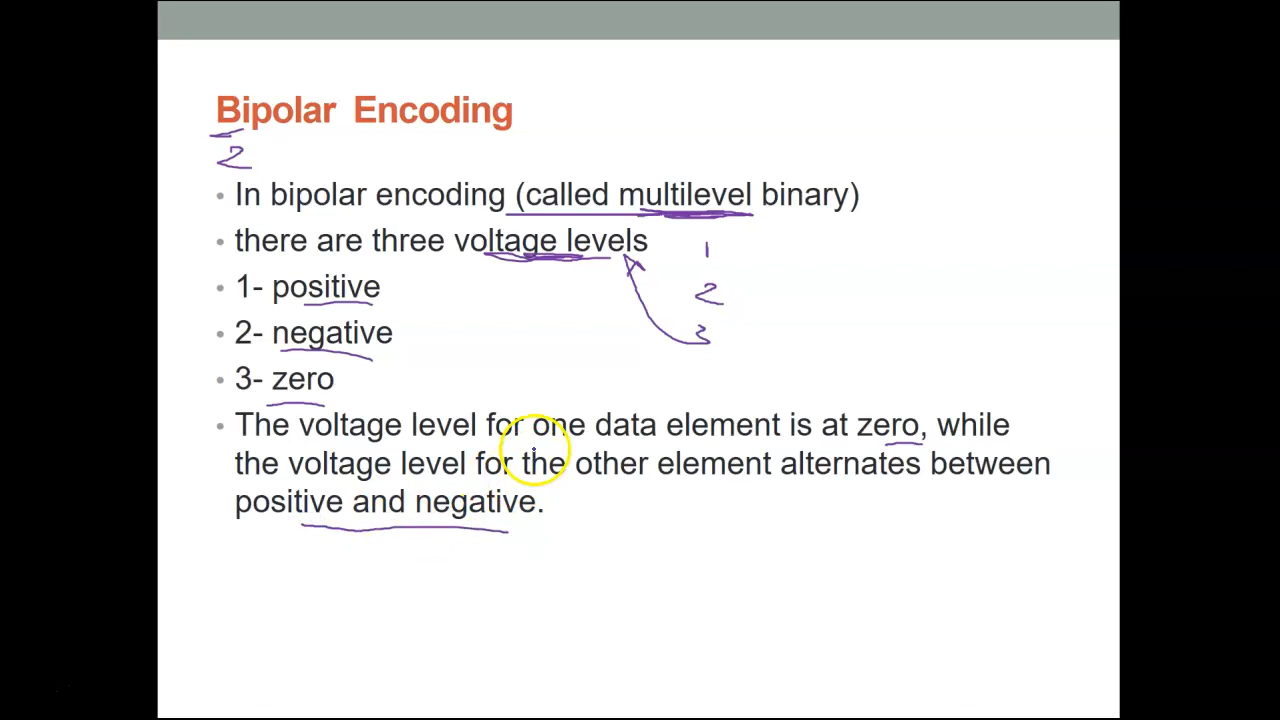 Bipolar Encoding
2
• In bipolar encoding (called multilevel binary)
• there are three voltage levels
1
• 1- positive
2
• 2- negative
3
• 3- zero
• The voltage level for one data element is at zero, while
the voltage level for the other element alternates between
positive and negative.